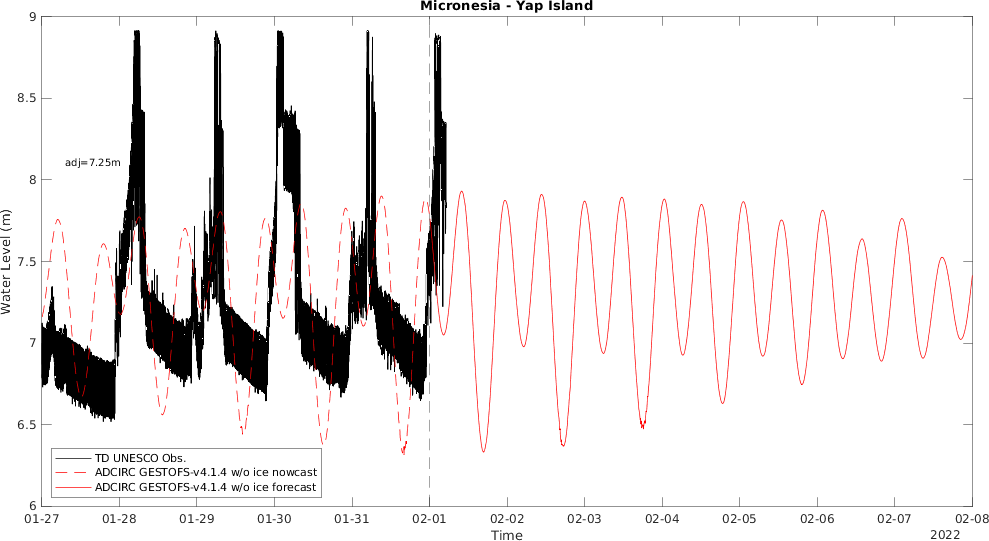 Micronesia - Yap Island
9
8.5
8
7.5
7
6.5
6
Water Level (m)
adj=7.25m
TD UNESCO Obs.
ADCIRC GESTOFS-v4.1.4 w/o ice nowcast
ADCIRC GESTOFS-v4.1.4 w/o ice forecast
01-27 01-28 01-29 01-30 01-31 02-01 02-02 02-03 02-04 02-05 02-06 02-07 02-08
Time
2022